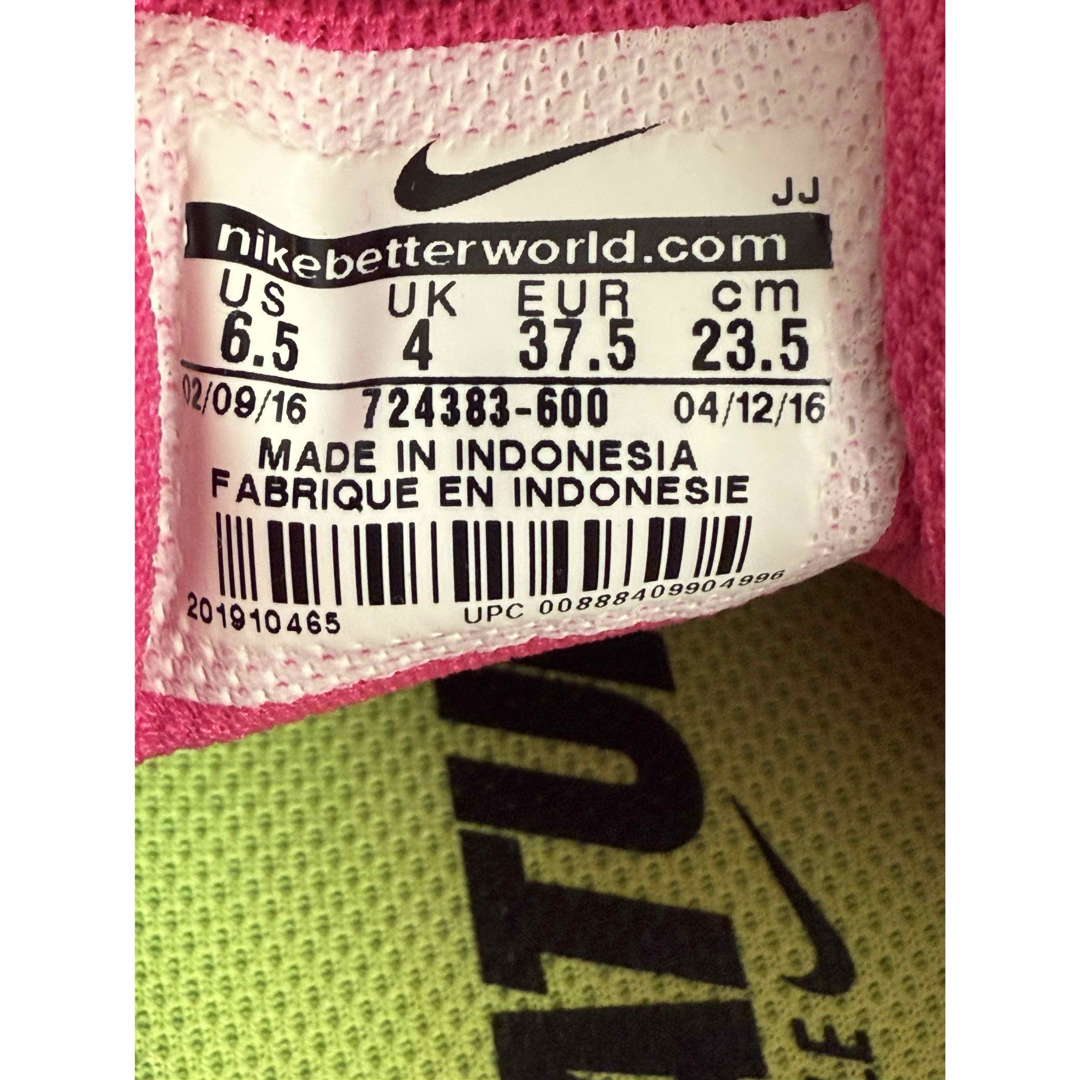 JJ
nikebetterworld.com
US UK EUR cm
6.5 4 37.5 23.5
02/09/16 724383-600 04/12/16
MADE IN INDONESIA
FABRIQUE EN INDONESIE
201910465 UPC 00888409904996